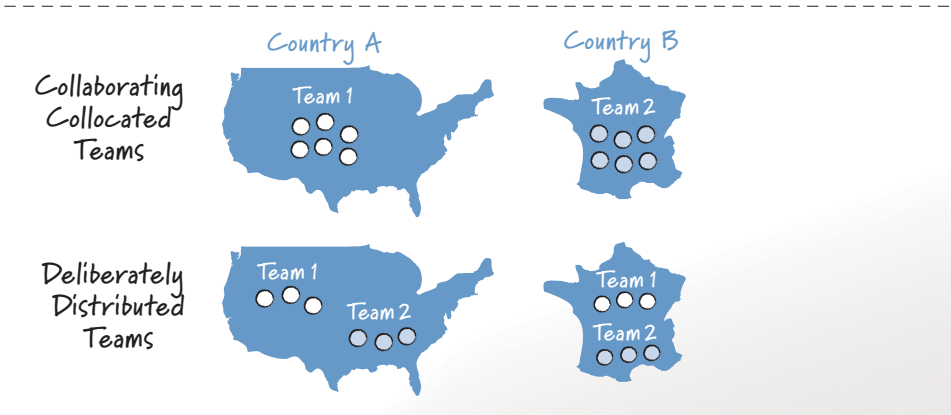 Country A
Country B
Collaborating
Collocated
Teams
Team 1
Team 2
Deliberately
Distributed
Teams
Team 1
Team 2
Team 1
Team 2